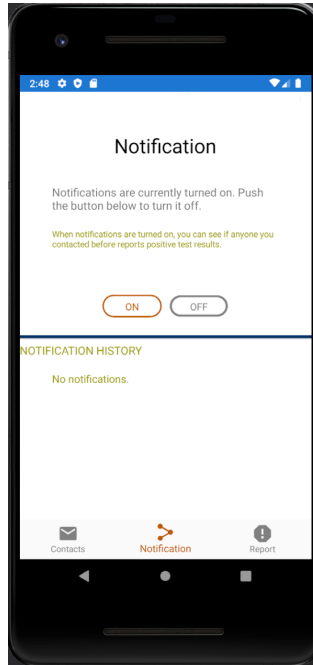 2:48
Notification
Notifications are currently turned on. Push
the button below to turn it off.
When notifications are turned on, you can see if anyone you
contacted before reports positive test results.
ON OFF
NOTIFICATION HISTORY
No notifications.
Contacts Notification Report